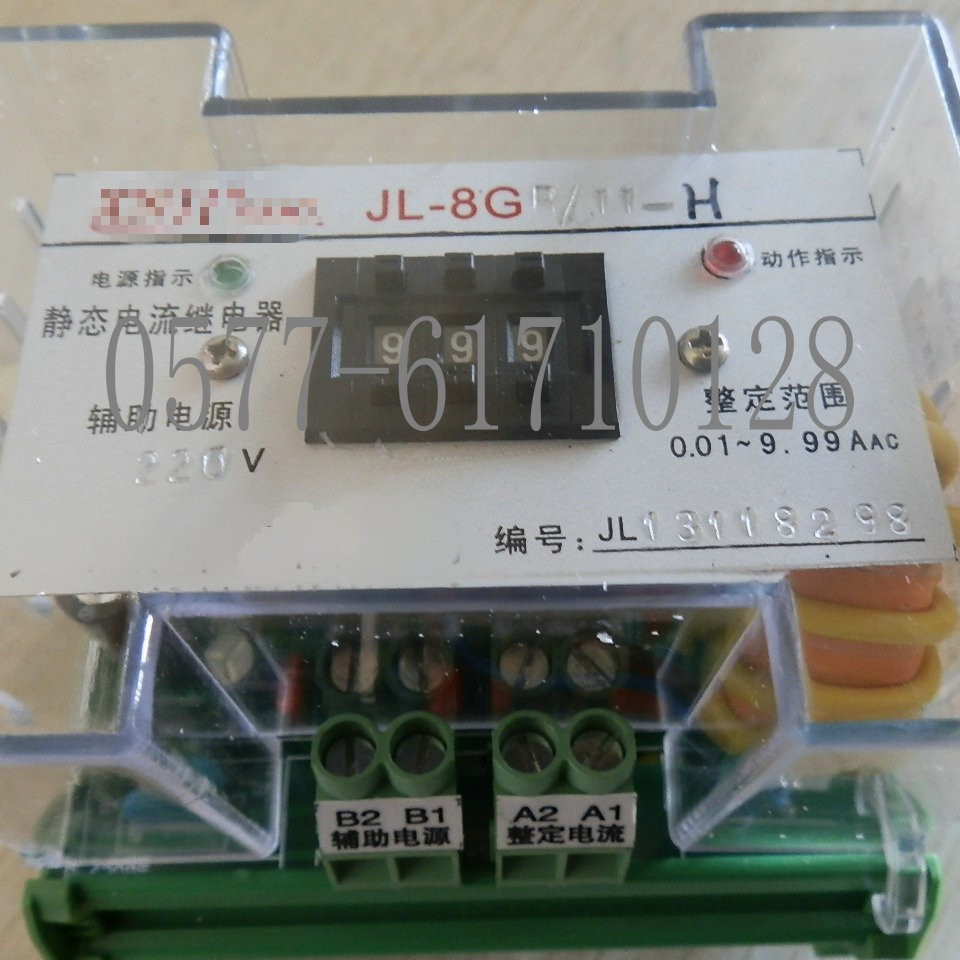 JL-8GR/11-H
电源指示
动作指示
静态电流继电器
9 9 9
0577-61710128
辅助电源
220V
整定范围
0.01~9.99AAC
编号:JL13118298
B2 B1
辅助电源
A2 A1
整定电流